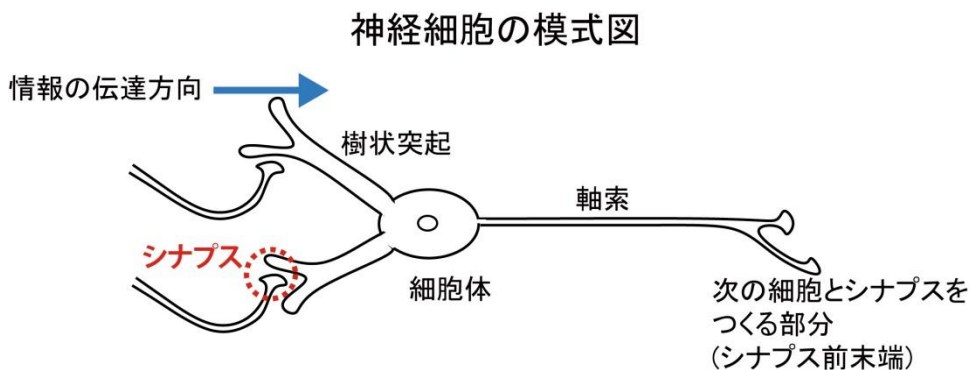 神経細胞の模式図
情報の伝達方向
樹状突起
軸索
シナプス
細胞体
次の細胞とシナプスを
つくる部分
(シナプス前末端)